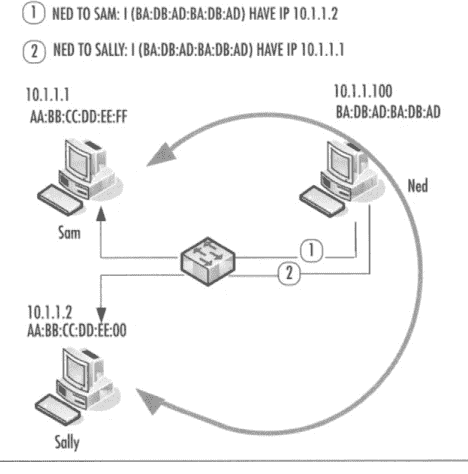 1 NED TO SAM: I (BA:DB:AD:BA:DB:AD) HAVE IP 10.1.1.2
2 NED TO SALLY: I (BA:DB:AD:BA:DB:AD) HAVE IP 10.1.1.1
10.1.1.1
AA:BB:CC:DD:EE:FF
10.1.1.100
BA:DB:AD:BA:DB:AD
Ned
Sam
1
2
10.1.1.2
AA:BB:CC:DD:EE:00
Sally